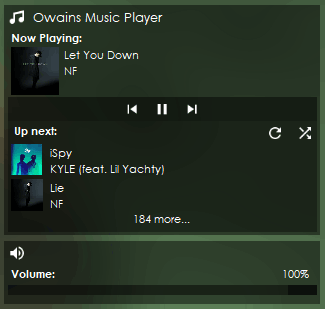 Owains Music Player
Now Playing:
Let You Down
NF
Up next:
iSpy
KYLE (feat. Lil Yachty)
Lie
NF
184 more...
Volume:
100%